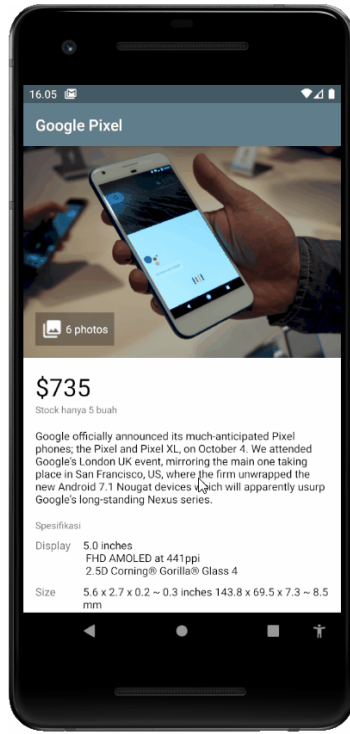 16.05
Google Pixel
6 photos
$735
Stock hanya 5 buah
Google officially announced its much-anticipated Pixel
phones; the Pixel and Pixel XL, on October 4. We attended
Google's London UK event, mirroring the main one taking
place in San Francisco, US, where the firm unwrapped the
new Android 7.1 Nougat devices which will apparently usurp
Google's long-standing Nexus series.
Spesifikasi
Display 5.0 inches
FHD AMOLED at 441ppi
2.5D Corning® Gorilla® Glass 4
Size 5.6 x 2.7 x 0.2 ~ 0.3 inches 143.8 x 69.5 x 7.3 ~ 8.5
mm